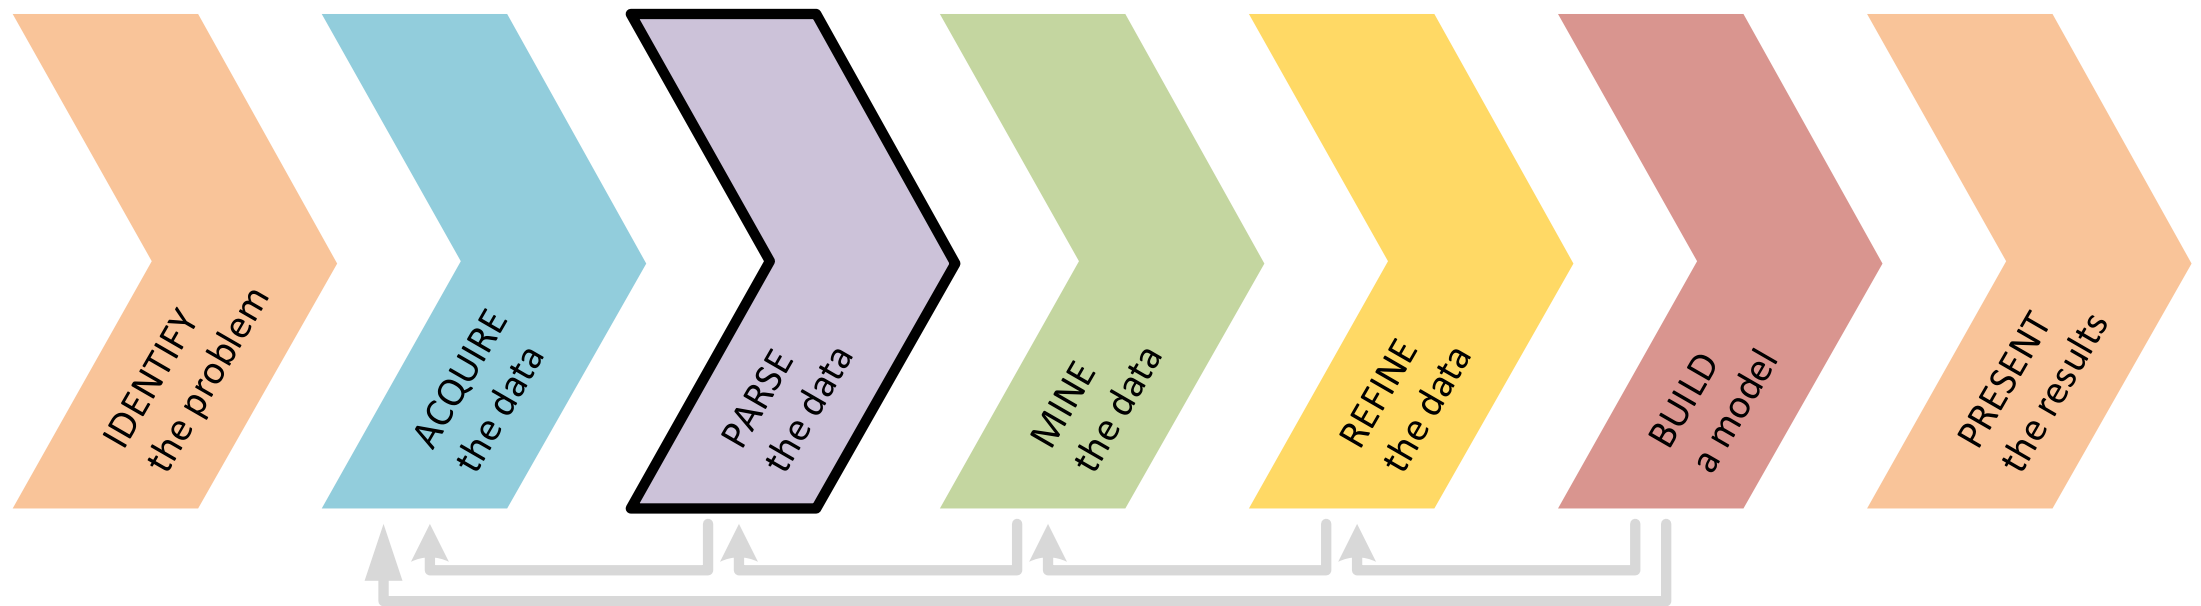 IDENTIFY
the problem
ACQUIRE
the data
PARSE
the data
MINE
the data
REFINE
the data
BUILD
a model
PRESENT
the results